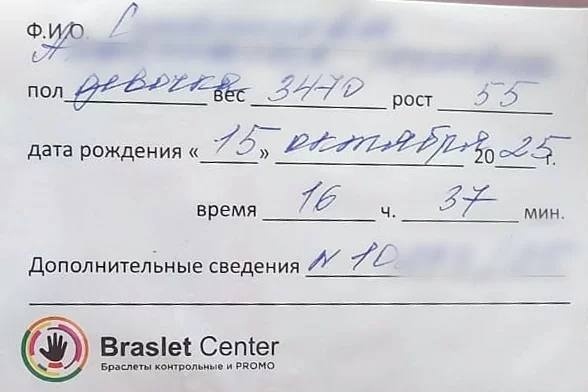 Ф.И.О. С
А.
пол девочка вес 3470 рост 55
дата рождения «15» октября 2025 г.
время 16 ч. 37 мин.
Дополнительные сведения N 10
Braslet Center
Браслеты контрольные и PROMO